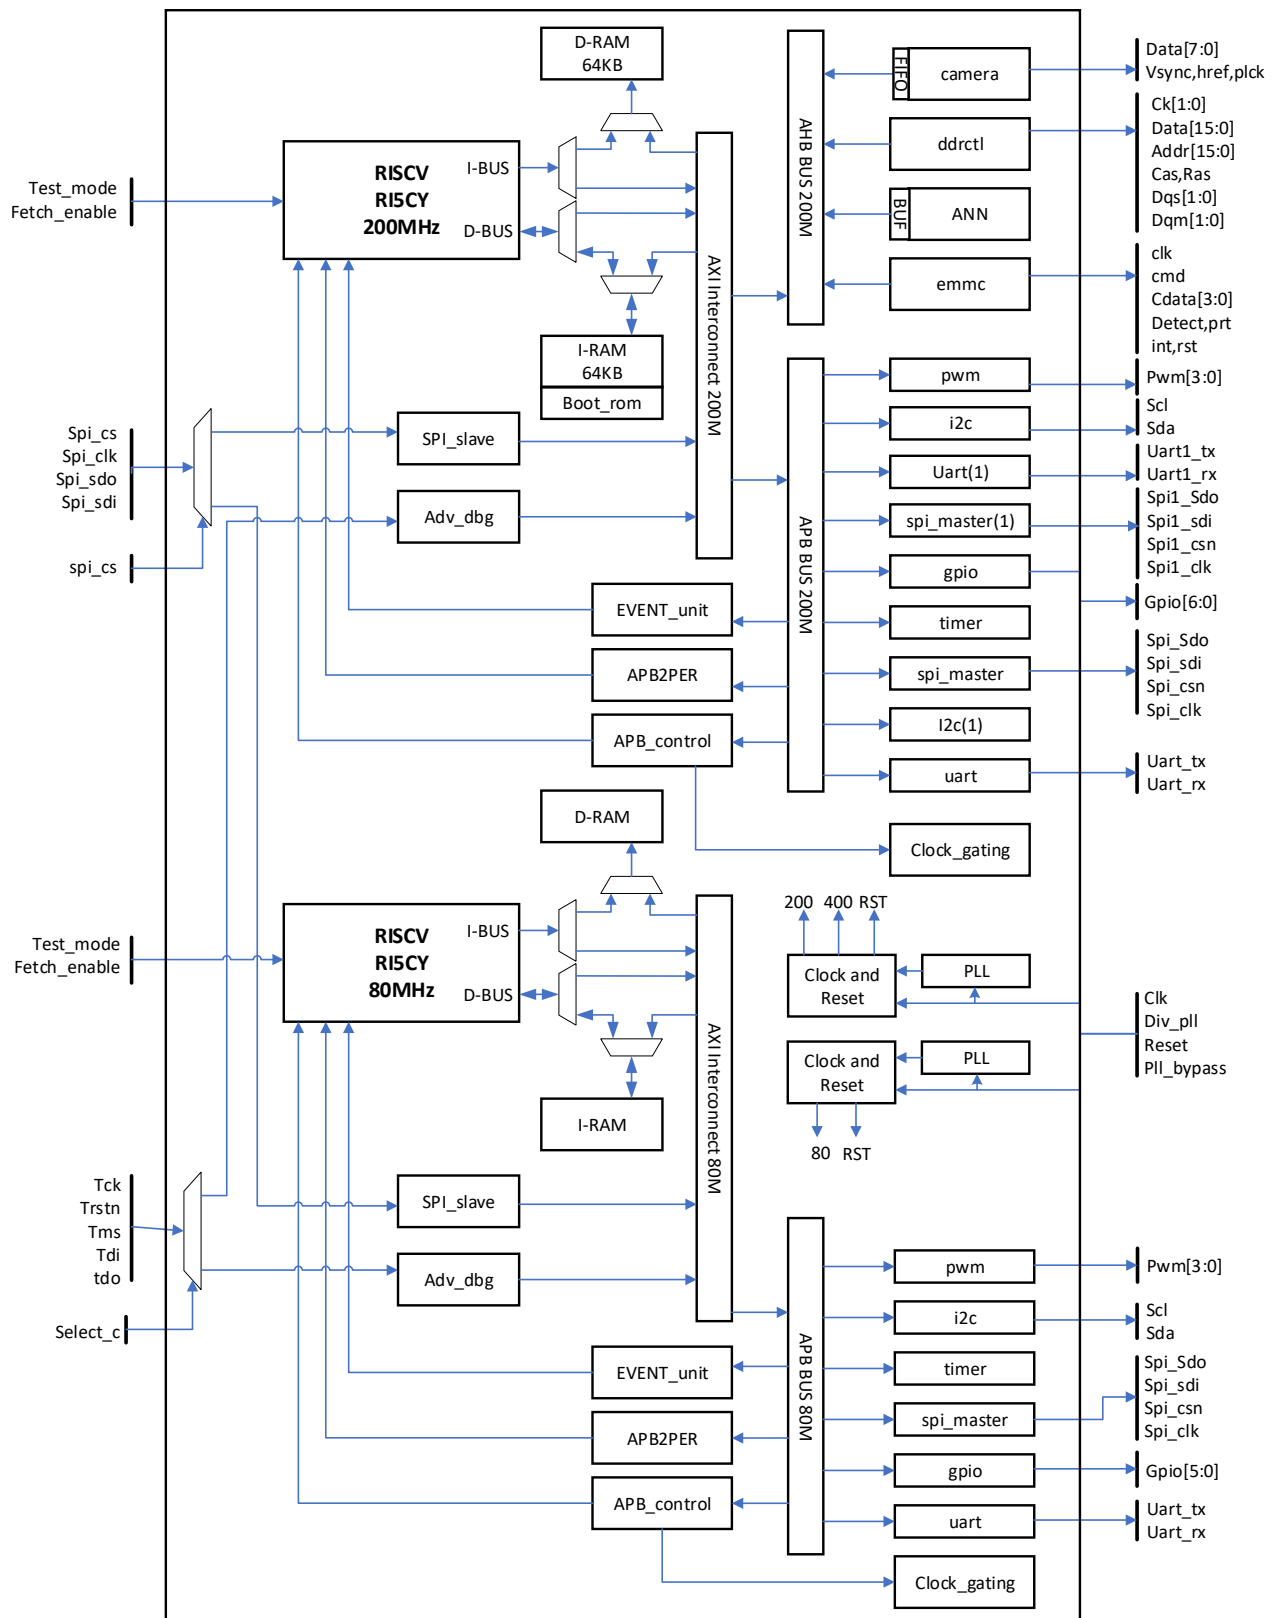 D-RAM
64KB
FIFO
camera
Data[7:0]
Vsync,href,plck
AHB BUS 200M
ddrctl
Ck[1:0]
Data[15:0]
Addr[15:0]
Cas,Ras
Dqs[1:0]
Dqm[1:0]
Test_mode
Fetch_enable
RISCV
RI5CY
200MHz
I-BUS
D-BUS
BUF
ANN
emmc
clk
cmd
Cdata[3:0]
Detect,prt
int,rst
AXI Interconnect 200M
I-RAM
64KB
Boot_rom
pwm
Pwm[3:0]
i2c
Scl
Sda
Spi_cs
Spi_clk
Spi_sdo
Spi_sdi
SPI_slave
Uart(1)
Uart1_tx
Uart1_rx
Adv_dbg
spi_master(1)
Spi1_Sdo
Spi1_sdi
Spi1_csn
Spi1_clk
spi_cs
APB BUS 200M
gpio
Gpio[6:0]
EVENT_unit
timer
APB2PER
spi_master
Spi_Sdo
Spi_sdi
Spi_csn
Spi_clk
APB_control
I2c(1)
uart
Uart_tx
Uart_rx
D-RAM
Clock_gating
200
400
RST
Test_mode
Fetch_enable
RISCV
RI5CY
80MHz
I-BUS
D-BUS
Clock and
Reset
PLL
Clk
Div_pll
Reset
Pll_bypass
Clock and
Reset
PLL
AXI Interconnect 80M
I-RAM
80
RST
Tck
Trstn
Tms
Tdi
tdo
SPI_slave
Adv_dbg
Select_c
APB BUS 80M
pwm
Pwm[3:0]
i2c
Scl
Sda
EVENT_unit
timer
Spi_Sdo
Spi_sdi
Spi_csn
Spi_clk
APB2PER
spi_master
gpio
Gpio[5:0]
APB_control
uart
Uart_tx
Uart_rx
Clock_gating